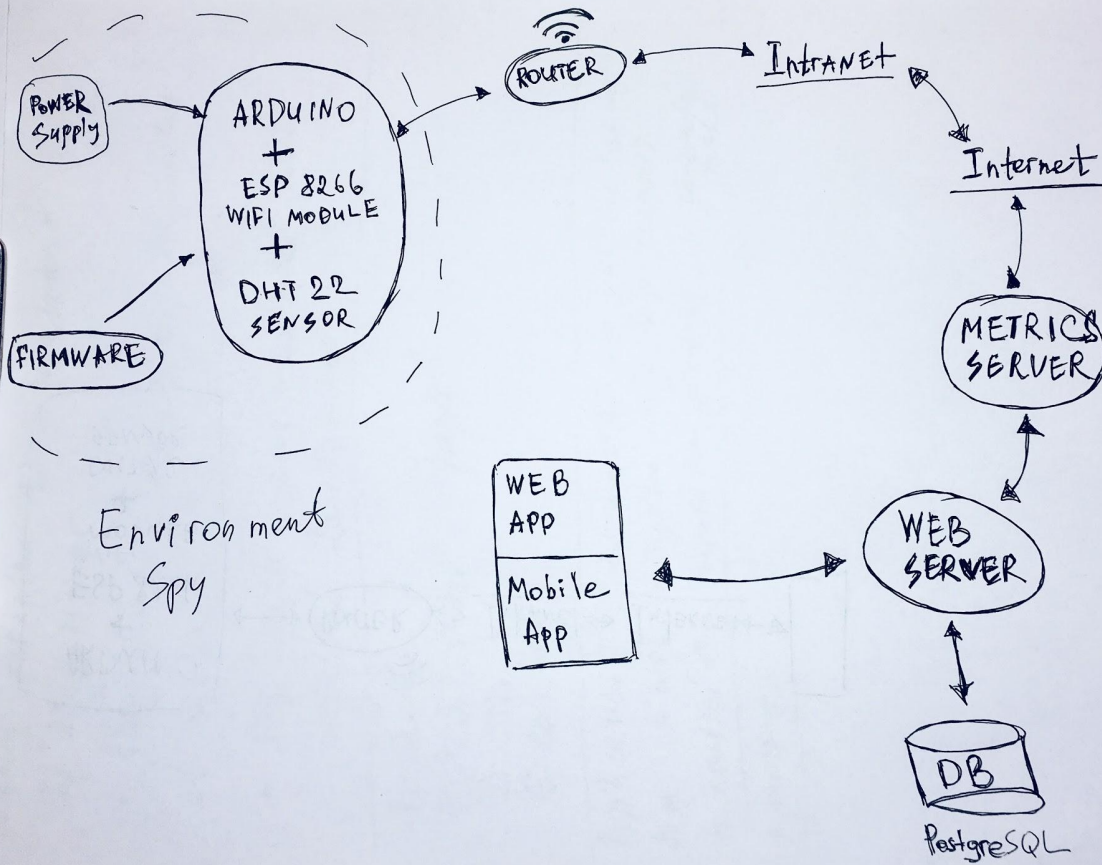 POWER
Supply
ARDUINO
+
ESP 8266
WIFI MODULE
+
DHT 22
SENSOR
FIRMWARE
Environment
Spy
ROUTER
IntrANEt
Internet
METRICS
SERVER
WEB
SERVER
WEB
APP
Mobile
App
DB
PostgreSQL